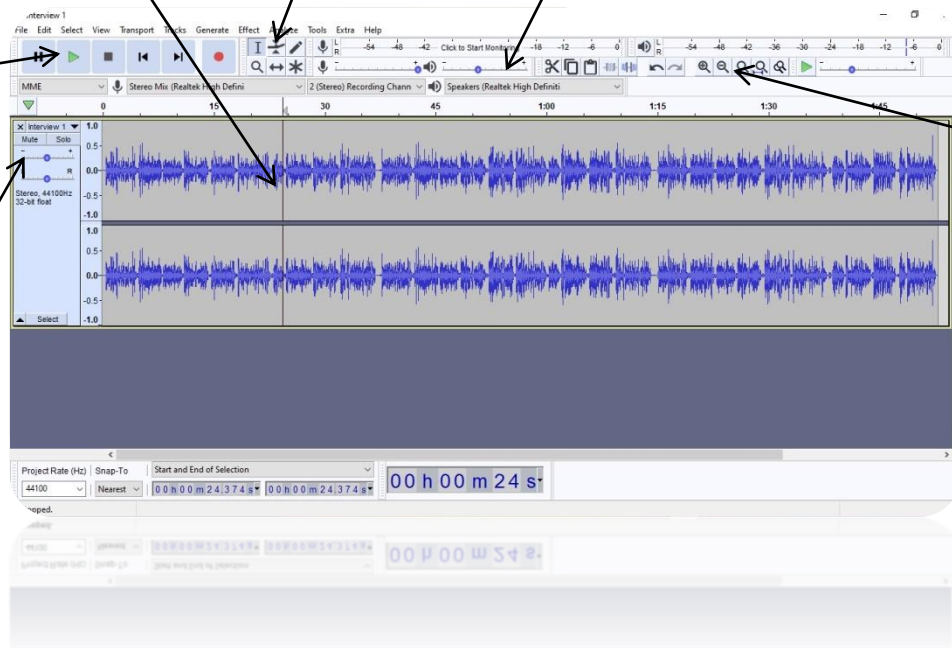 .nterview 1
File Edit Select View Transport Tracks Generate Effect Analyze Tools Extra Help
L -54 -48 -42 Click to Start Monitoring -18 -12 -6 0 L -54 -48 -42 -36 -30 -24 -18 -12 -6 0
R R
MME Stereo Mix (Realtek High Defini 2 (Stereo) Recording Chann Speakers (Realtek High Definiti
0 15 30 45 1:00 1:15 1:30 1:45
X Interview 1 1.0
Mute Solo 0.5
- + 0.0
R
Stereo, 44100Hz -0.5
32-bit float -1.0
1.0
0.5
0.0
-0.5
Select -1.0
Project Rate (Hz) Snap-To Start and End of Selection
44100 Nearest 00 h 00 m 24.374 s 00 h 00 m 24.374 s 00 h 00 m 24 s
opped.